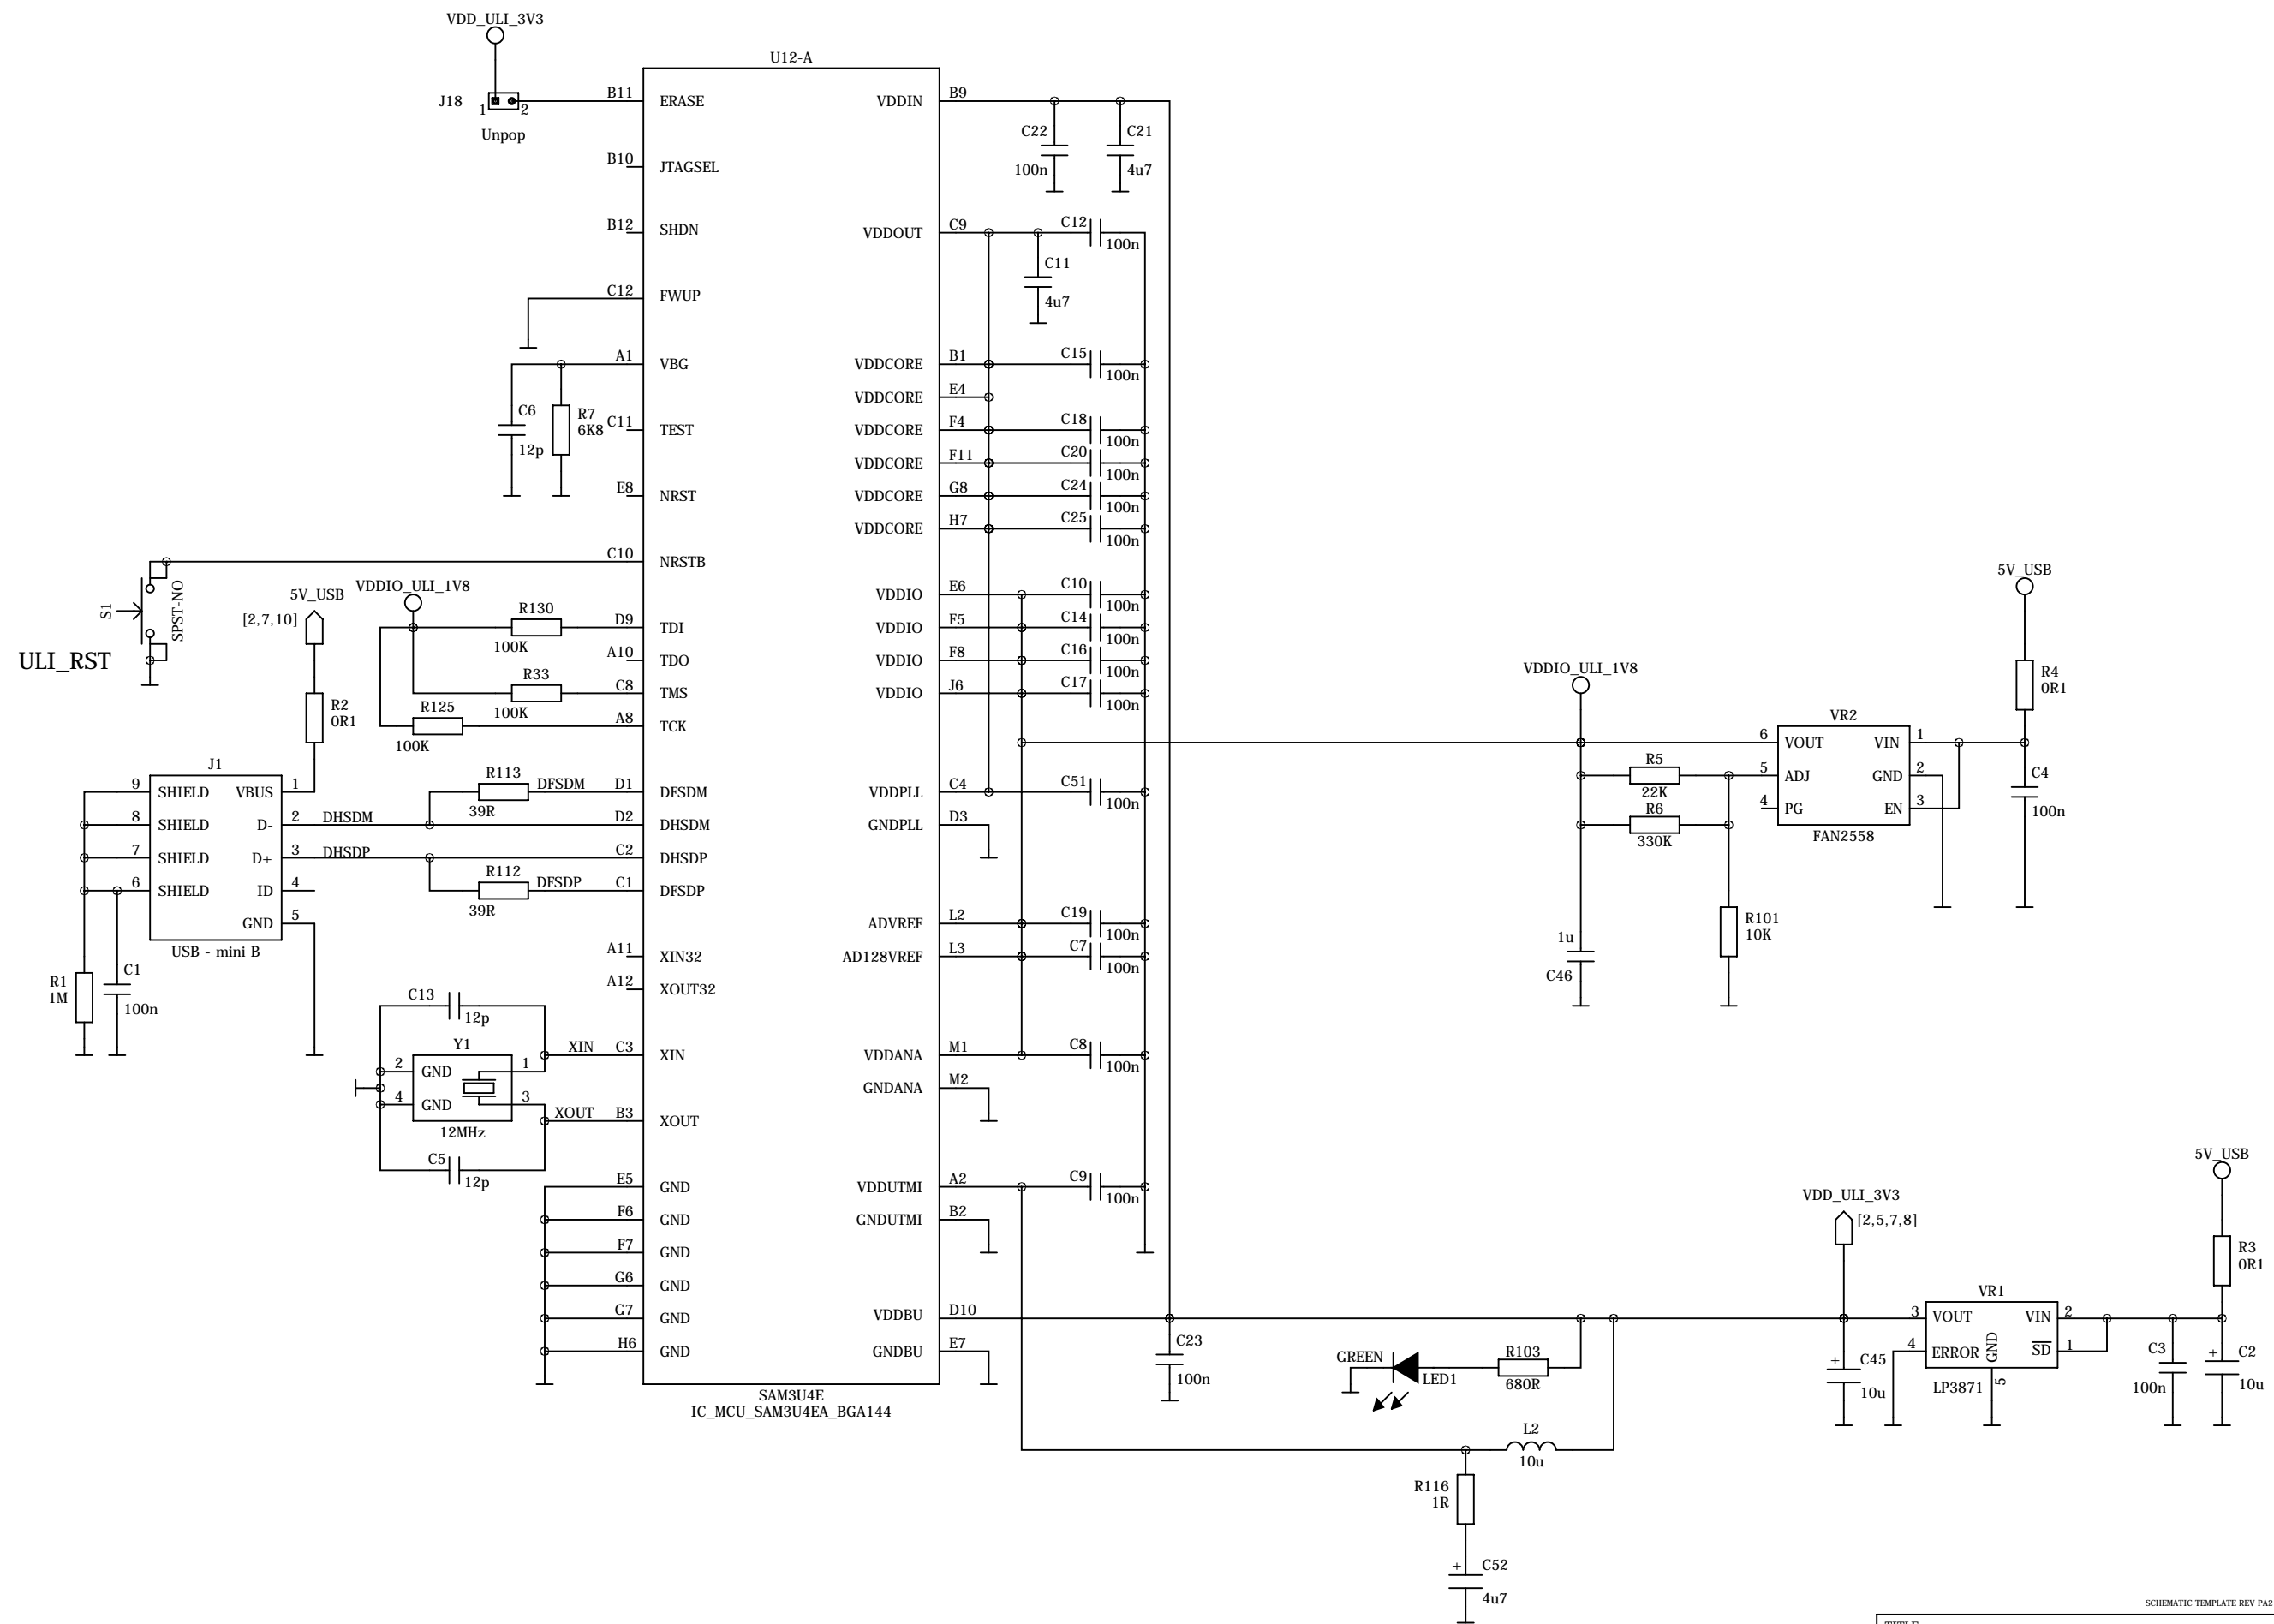 VDD_ULI_3V3
J18
1
2
Unpop
U12-A
B11 ERASE
B10 JTAGSEL
B12 SHDN
C12 FWUP
A1 VBG
C6
12p
R7
6K8
C11 TEST
E8 NRST
C10 NRSTB
S1
SPST-NO
ULI_RST
5V_USB
[2,7,10]
VDDIO_ULI_1V8
R130
100K
D9 TDI
A10 TDO
R33
100K
C8 TMS
R125
100K
A8 TCK
R2
0R1
J1
9 SHIELD VBUS 1
8 SHIELD D- 2 DHSDM
7 SHIELD D+ 3 DHSDP
6 SHIELD ID 4
GND 5
USB - mini B
R1
1M
C1
100n
R113
39R
DFSDM D1 DFSDM
D2 DHSDM
C2 DHSDP
R112
39R
DFSDP C1 DFSDP
A11 XIN32
A12 XOUT32
C13
12p
Y1
2 GND 1
4 GND 3
12MHz
C5
12p
XIN C3 XIN
XOUT B3 XOUT
E5 GND
F6 GND
F7 GND
G6 GND
G7 GND
H6 GND
VDDIN B9
C22
100n
C21
4u7
VDDOUT C9
C12
100n
C11
4u7
VDDCORE B1
C15
100n
VDDCORE E4
VDDCORE F4
C18
100n
VDDCORE F11
C20
100n
VDDCORE G8
C24
100n
VDDCORE H7
C25
100n
VDDIO E6
C10
100n
VDDIO F5
C14
100n
VDDIO F8
C16
100n
VDDIO J6
C17
100n
VDDPLL C4
C51
100n
GNDPLL D3
ADVREF L2
C19
100n
AD128VREF L3
C7
100n
VDDANA M1
C8
100n
GNDANA M2
VDDUTMI A2
C9
100n
GNDUTMI B2
VDDBU D10
GNDBU E7
C23
100n
SAM3U4E
IC_MCU_SAM3U4EA_BGA144
VDDIO_ULI_1V8
R5
22K
R6
330K
R101
10K
1u
C46
VR2
6 VOUT VIN 1
5 ADJ GND 2
4 PG EN 3
FAN2558
5V_USB
R4
0R1
C4
100n
GREEN
LED1
R103
680R
L2
10u
R116
1R
+ C52
4u7
VDD_ULI_3V3
[2,5,7,8]
+ C45
10u
VR1
3 VOUT VIN 2
4 ERROR GND SD 1
5
LP3871
5V_USB
R3
0R1
C3
100n
+ C2
10u
SCHEMATIC TEMPLATE REV PA2